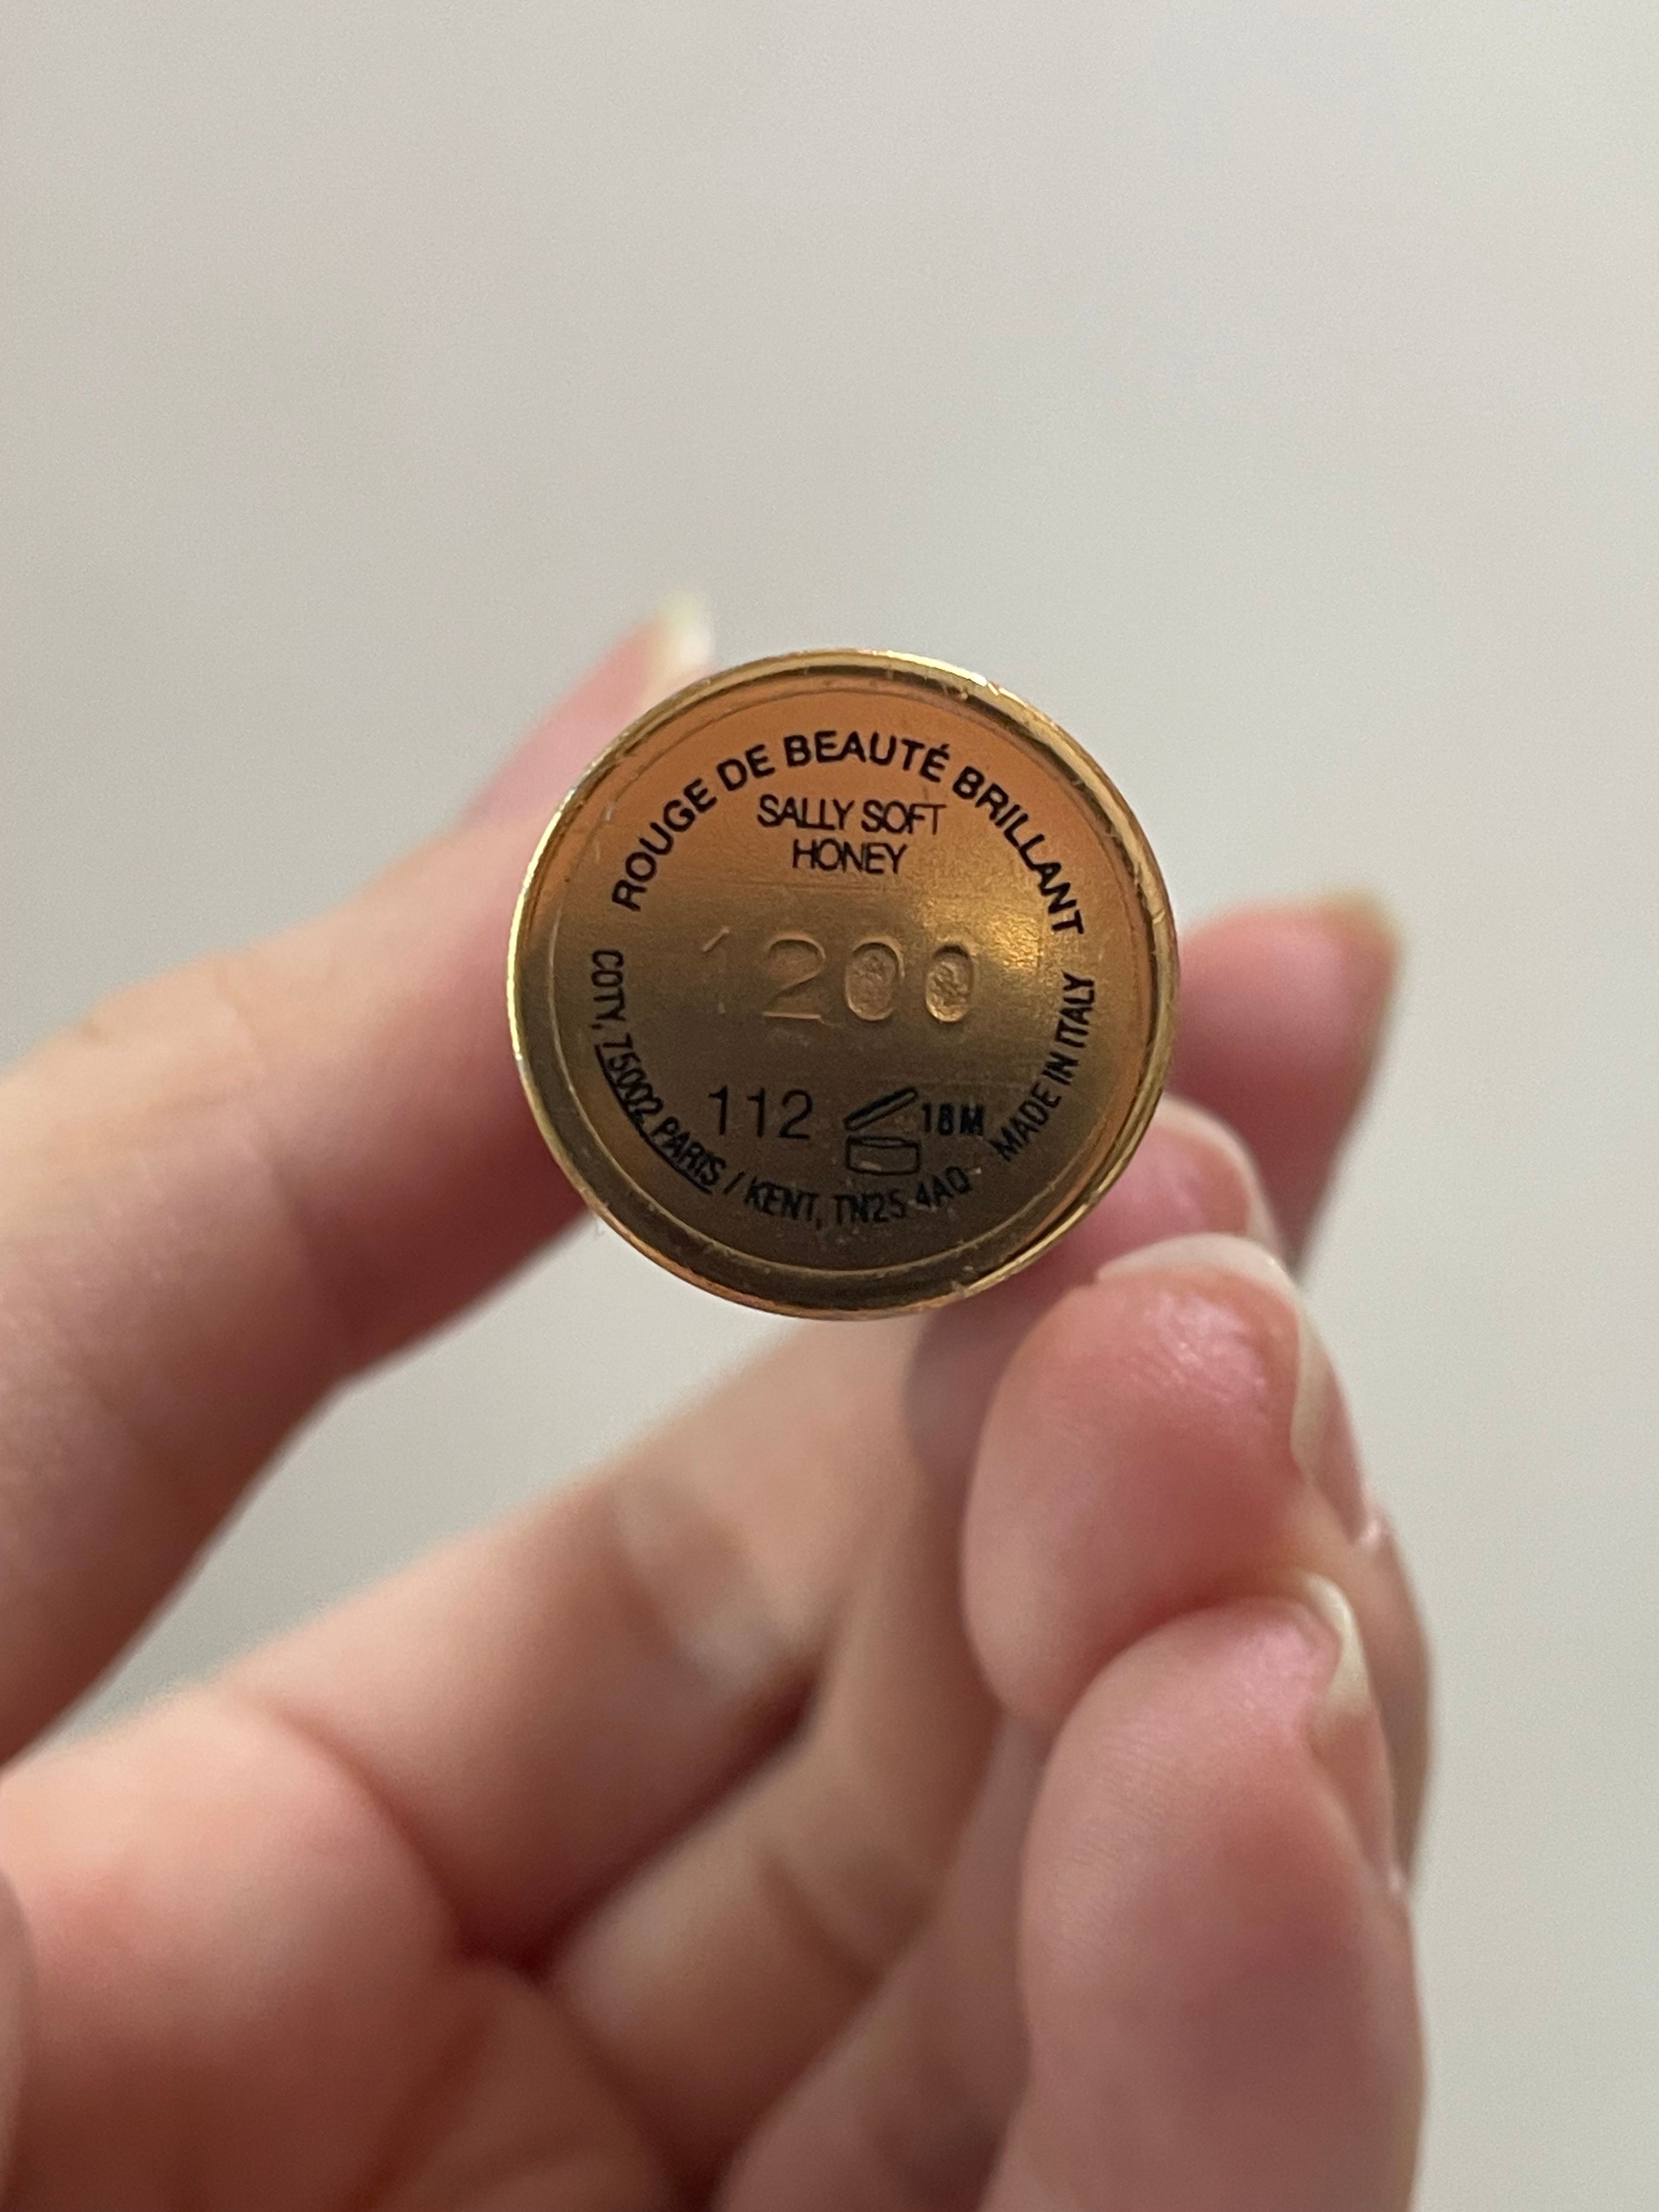 ROUGE DE BEAUTÉ BRILLANT
SALLY SOFT
HONEY
1200
112
18M
COTY, 75002 PARIS / KENT, TN25 4AQ
MADE IN ITALY